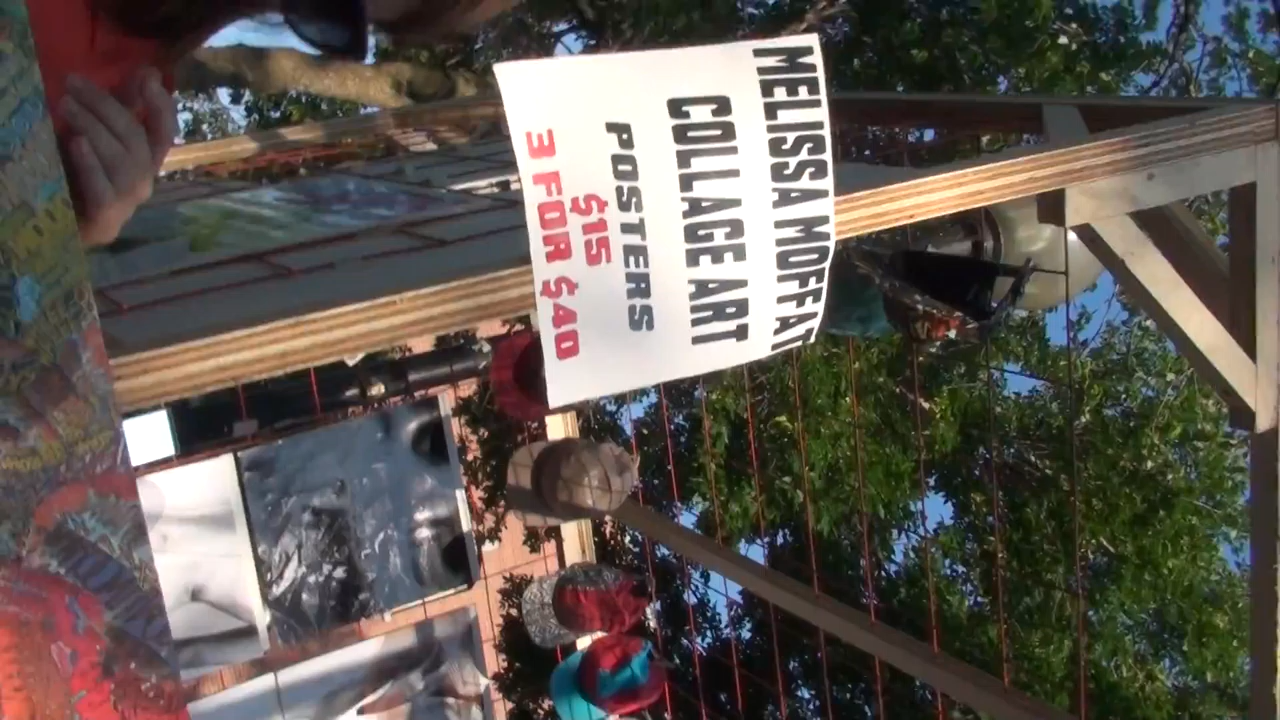 MELISSA MOFFAT
COLLAGE ART
POSTERS
$15
3 FOR $40